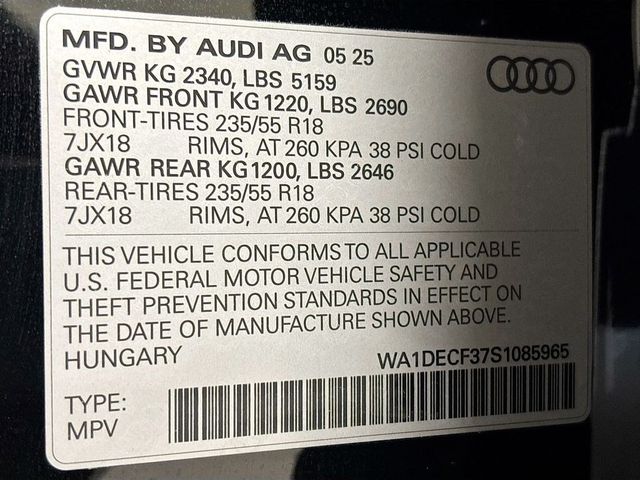 MFD. BY AUDI AG 05 25
GVWR KG 2340, LBS 5159
GAWR FRONT KG 1220, LBS 2690
FRONT-TIRES 235/55 R18
7JX18 RIMS, AT 260 KPA 38 PSI COLD
GAWR REAR KG 1200, LBS 2646
REAR-TIRES 235/55 R18
7JX18 RIMS, AT 260 KPA 38 PSI COLD
THIS VEHICLE CONFORMS TO ALL APPLICABLE
U.S. FEDERAL MOTOR VEHICLE SAFETY AND
THEFT PREVENTION STANDARDS IN EFFECT ON
THE DATE OF MANUFACTURE SHOWN ABOVE.
HUNGARY WA1DECF37S1085965
TYPE:
MPV